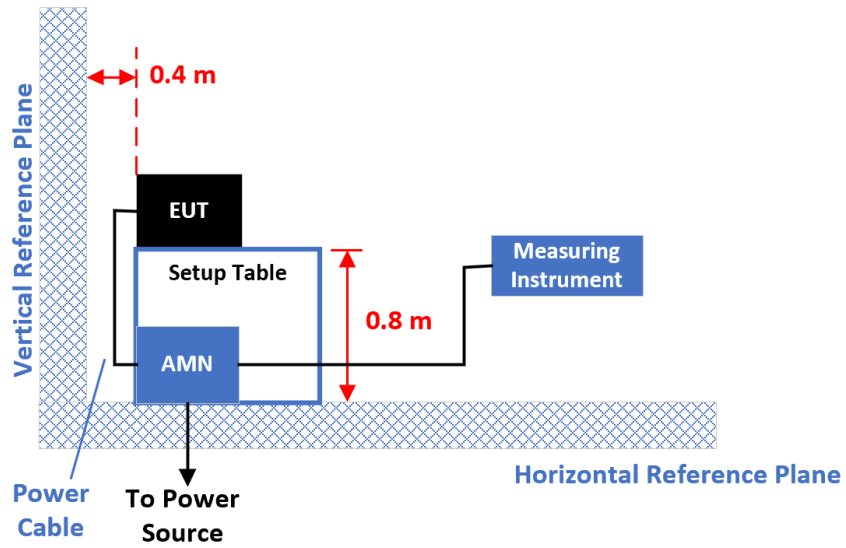 0.4 m
Vertical Reference Plane
EUT
Setup Table
Measuring
Instrument
0.8 m
AMN
Horizontal Reference Plane
Power
Cable
To Power
Source